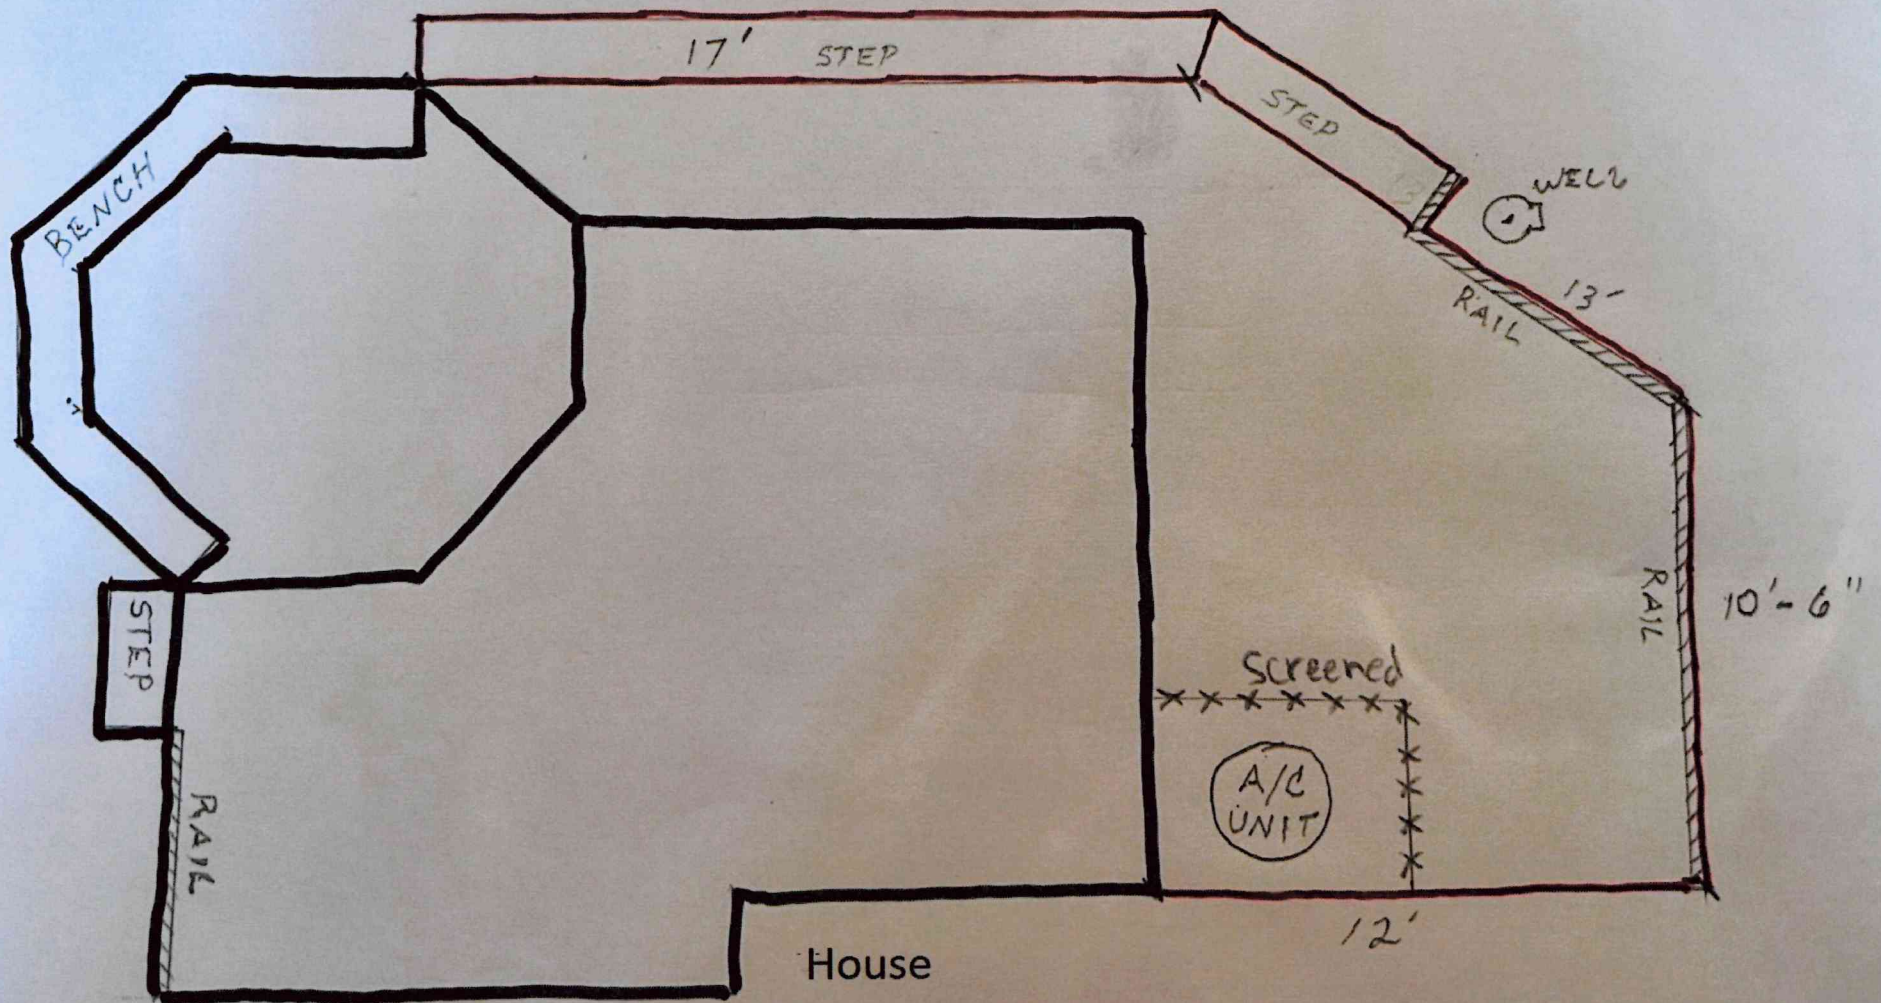 17' STEP
STEP
WELL
BENCH
13'
RAIL
STEP
RAIL
10'-6"
Screened
A/C
UNIT
RAIL
12'
House